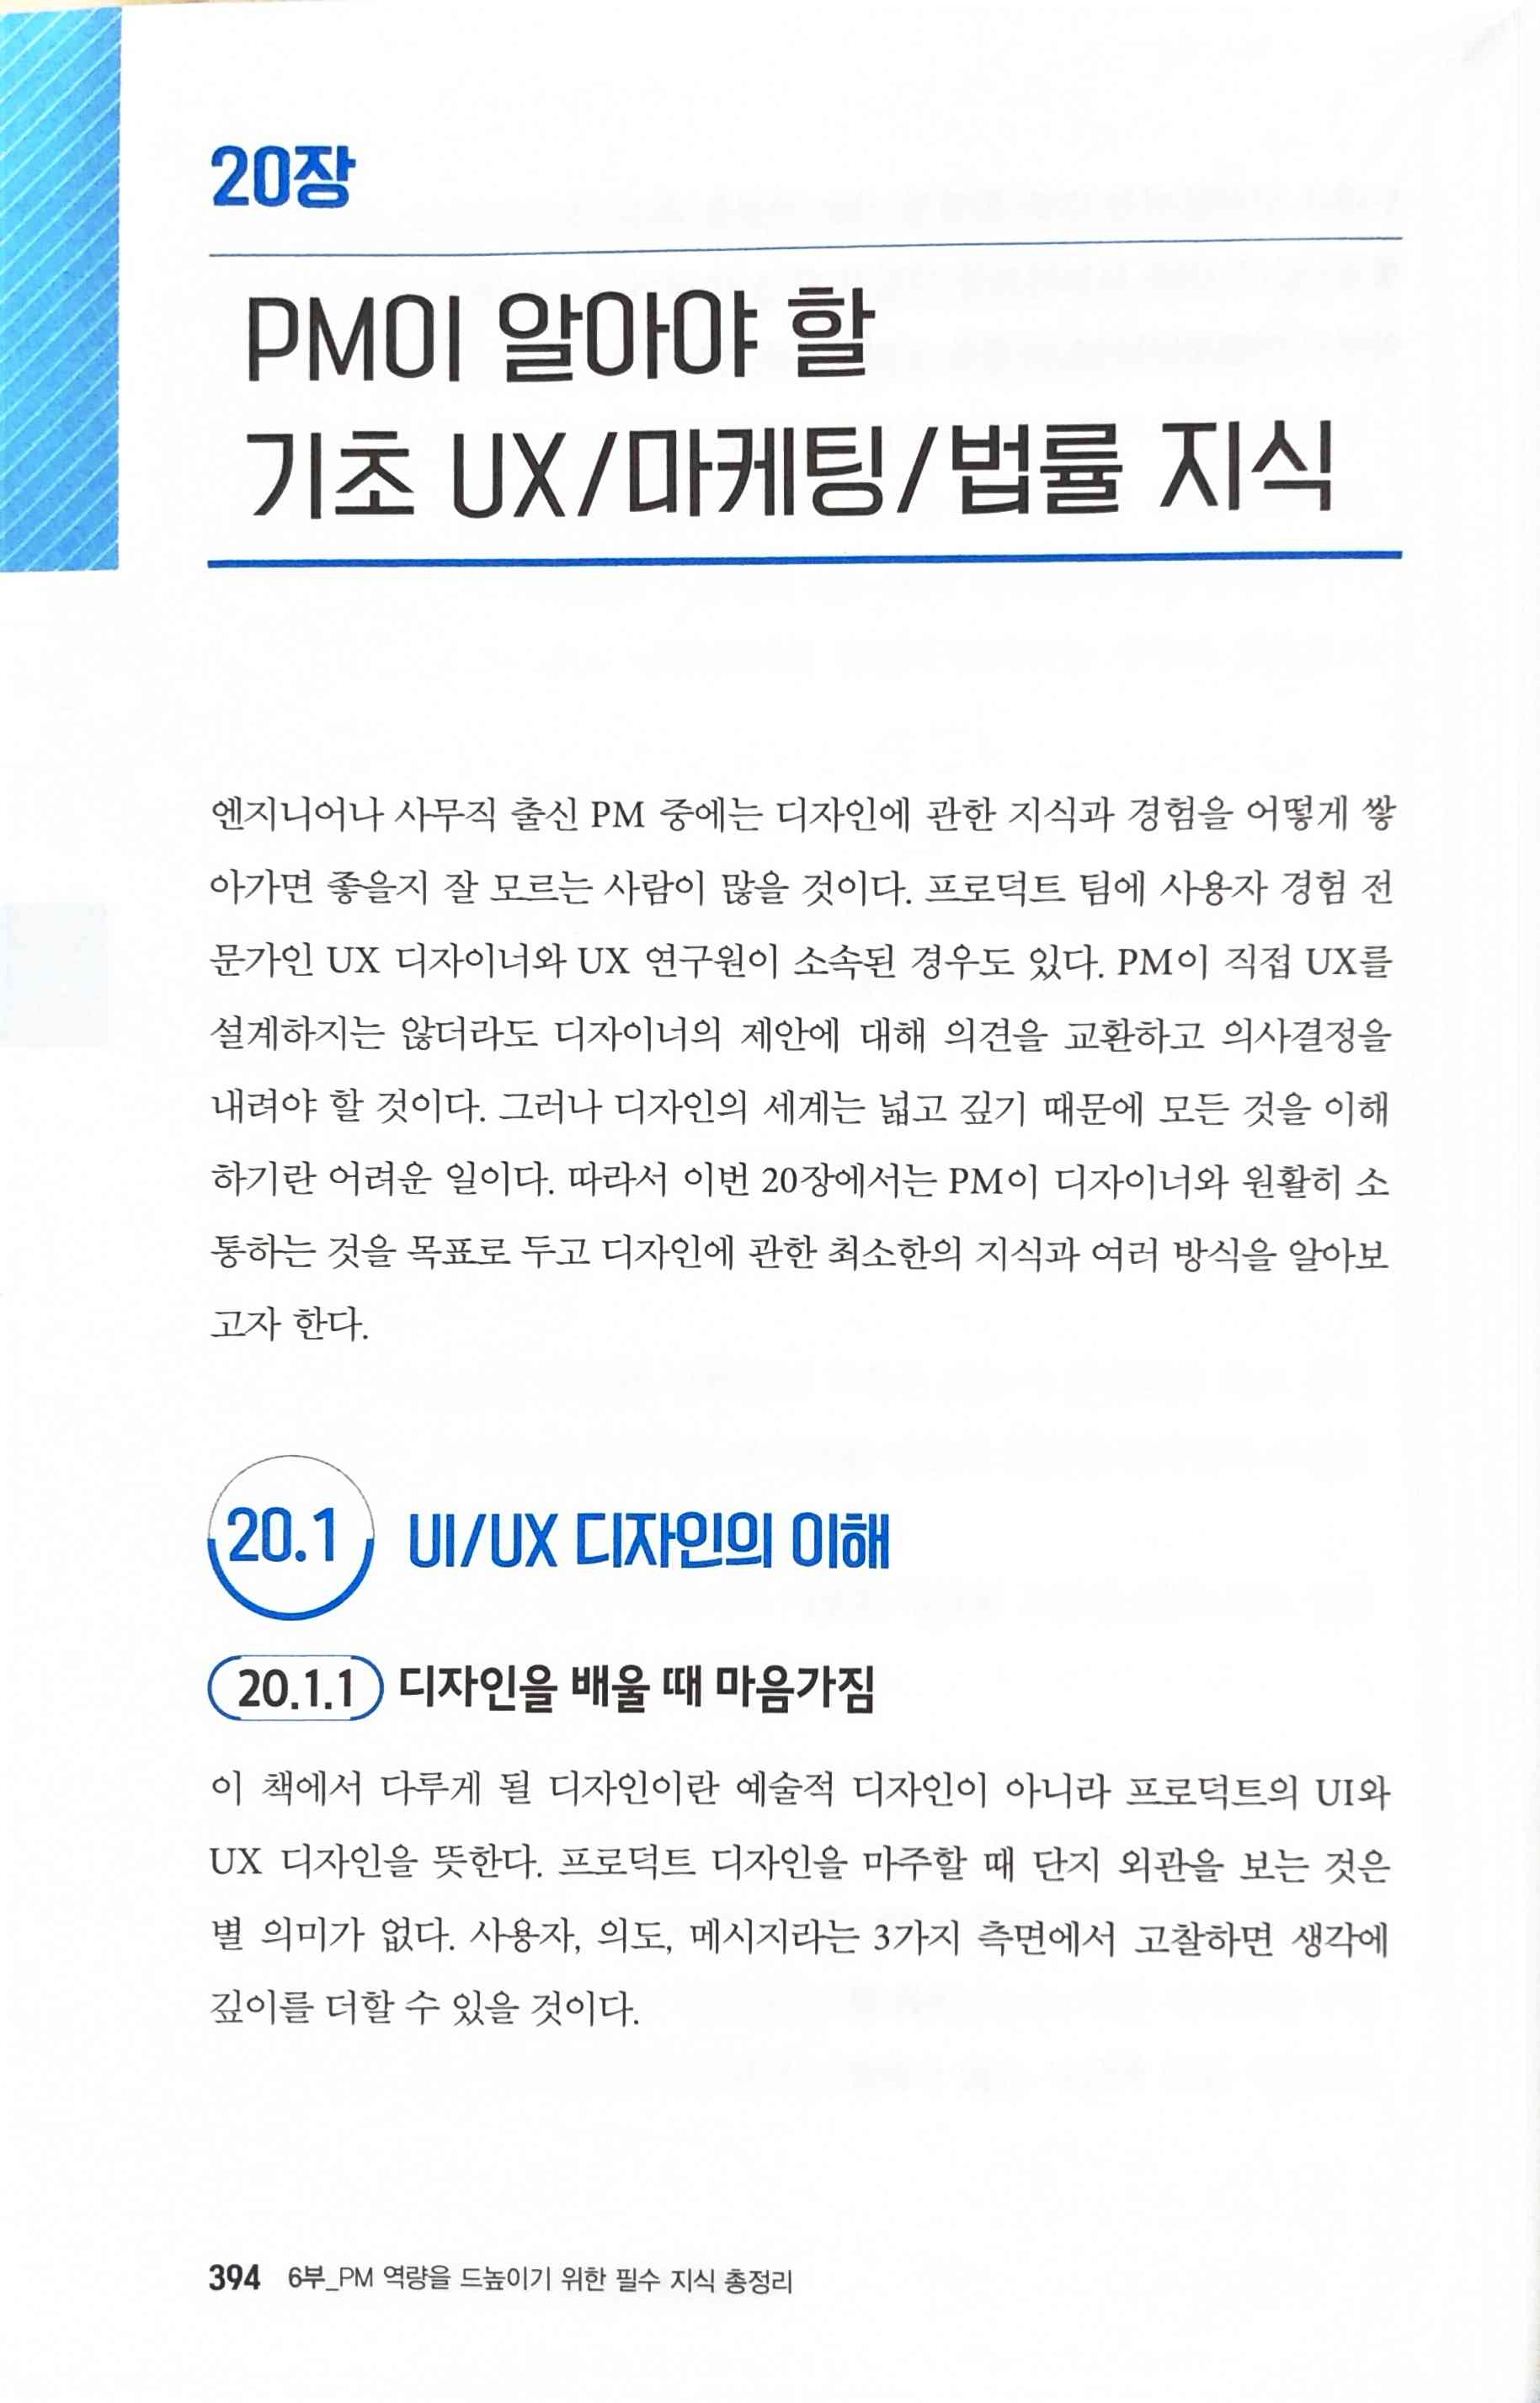 20장
PM이 알아야 할
기초 UX/마케팅/법률 지식
엔지니어나 사무직 출신 PM 중에는 디자인에 관한 지식과 경험을 어떻게 쌓
아가면 좋을지 잘 모르는 사람이 많을 것이다. 프로덕트 팀에 사용자 경험 전
문가인 UX 디자이너와 UX 연구원이 소속된 경우도 있다. PM이 직접 UX를
설계하지는 않더라도 디자이너의 제안에 대해 의견을 교환하고 의사결정을
내려야 할 것이다. 그러나 디자인의 세계는 넓고 깊기 때문에 모든 것을 이해
하기란 어려운 일이다. 따라서 이번 20장에서는 PM이 디자이너와 원활히 소
통하는 것을 목표로 두고 디자인에 관한 최소한의 지식과 여러 방식을 알아보
고자 한다.
20.1 UI/UX 디자인의 이해
20.1.1 디자인을 배울 때 마음가짐
이 책에서 다루게 될 디자인이란 예술적 디자인이 아니라 프로덕트의 UI와
UX 디자인을 뜻한다. 프로덕트 디자인을 마주할 때 단지 외관을 보는 것은
별 의미가 없다. 사용자, 의도, 메시지라는 3가지 측면에서 고찰하면 생각에
깊이를 더할 수 있을 것이다.
394 6부_PM 역량을 드높이기 위한 필수 지식 총정리